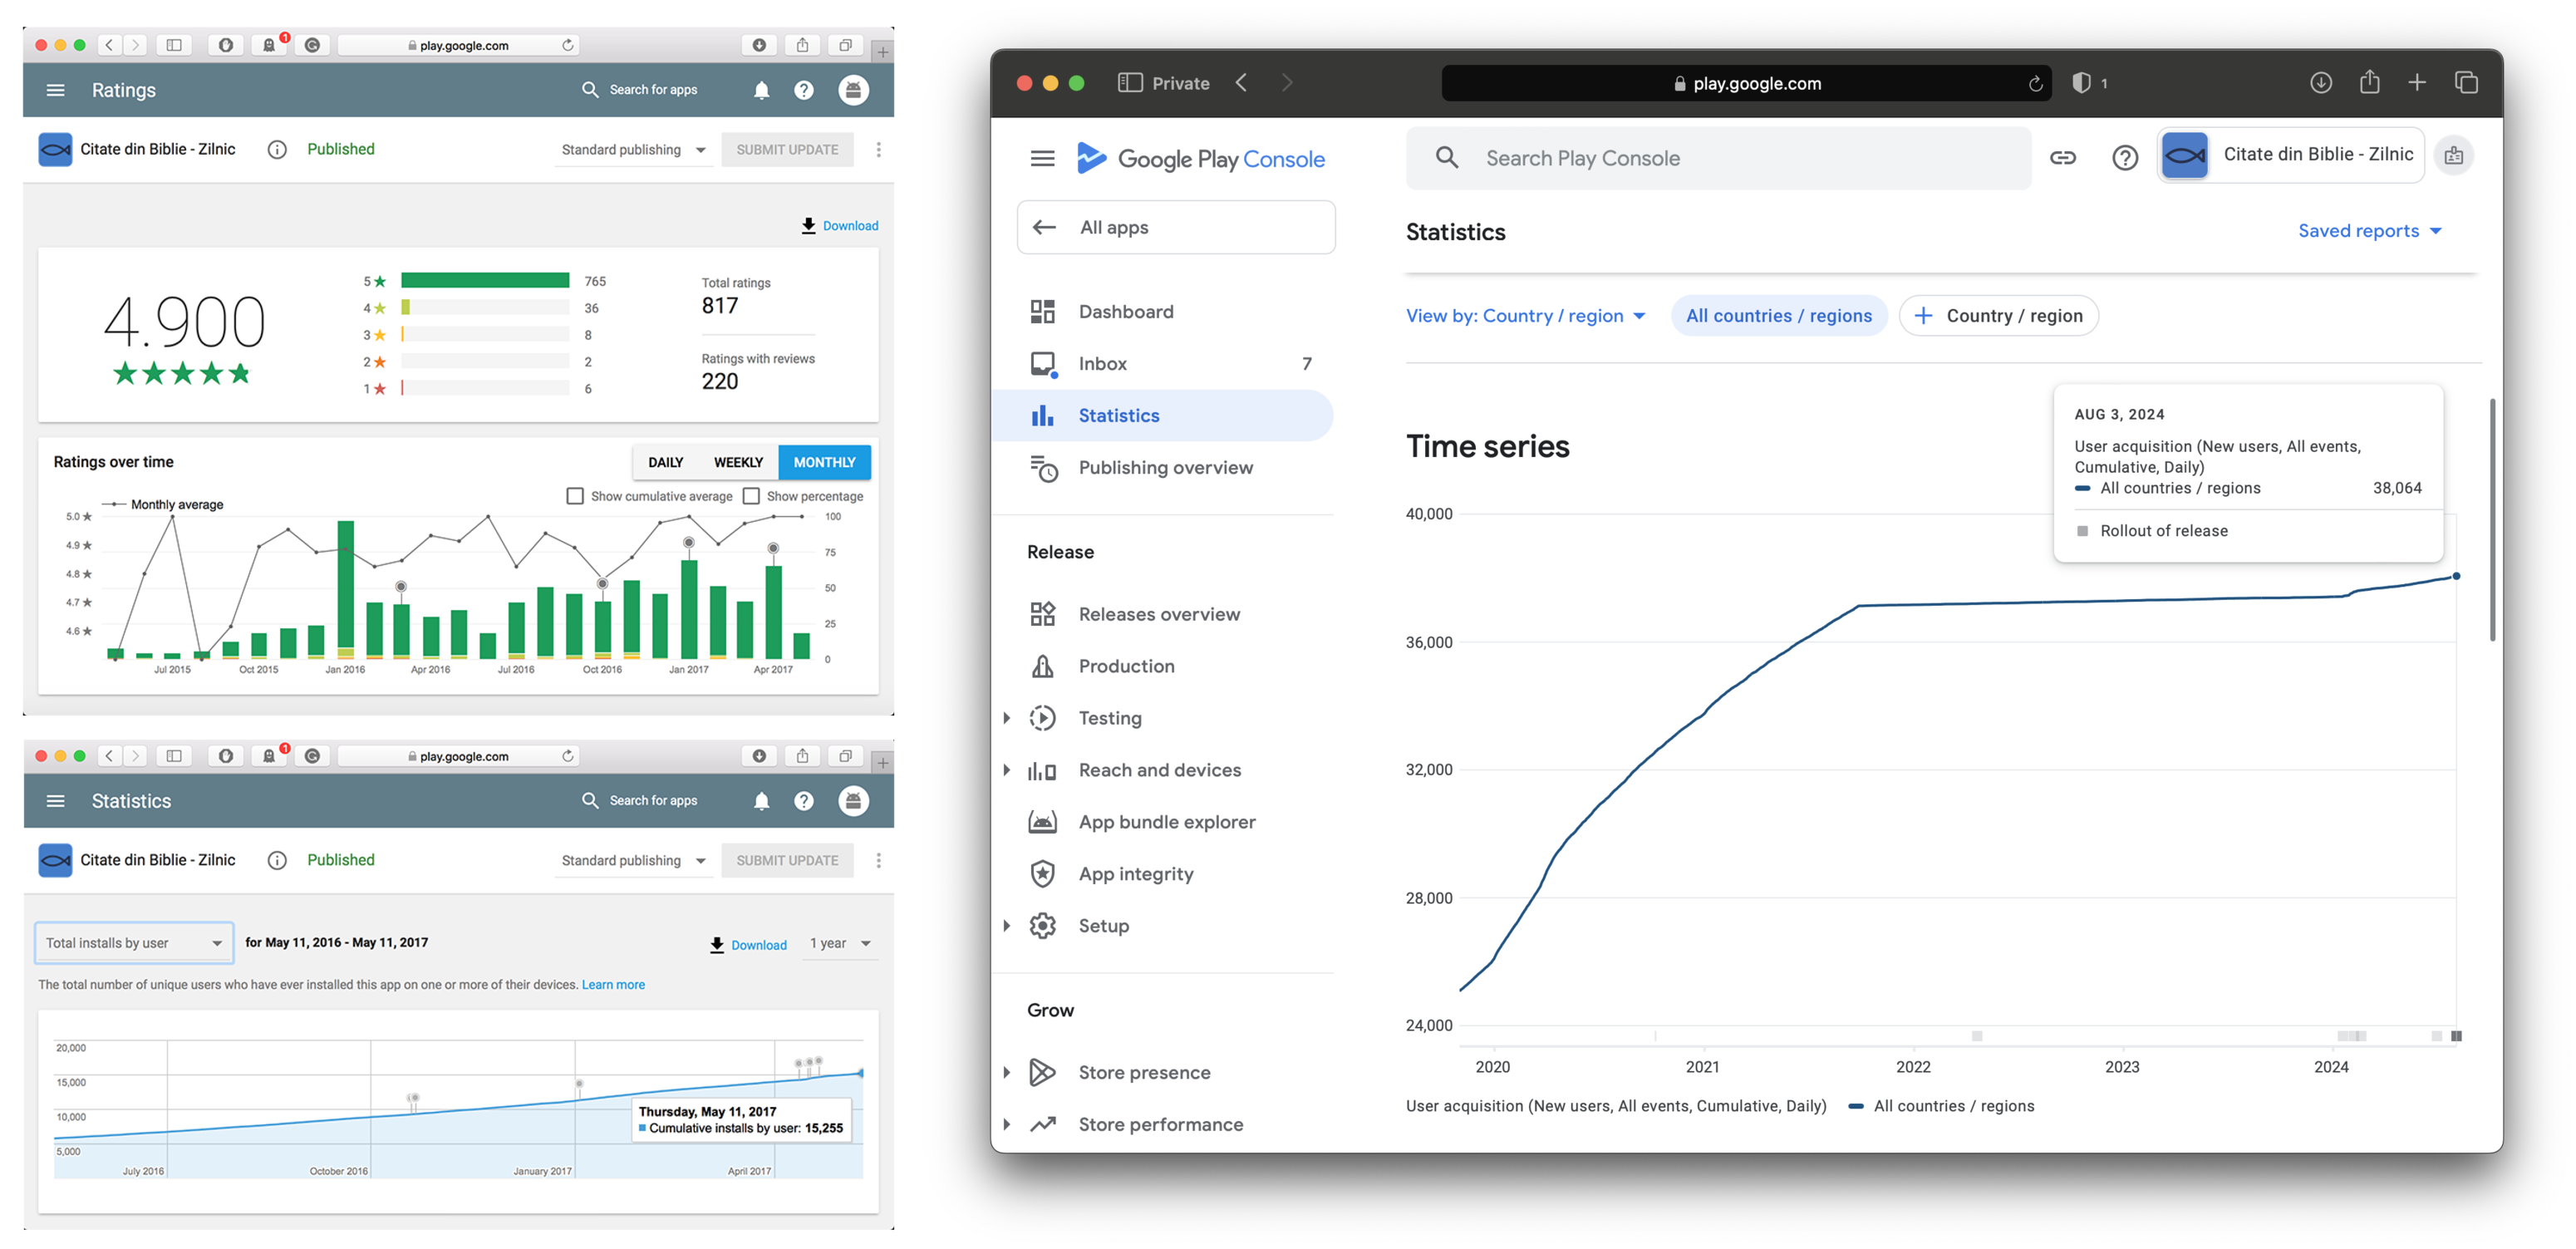 1
play.google.com
Ratings
Search for apps
Citate din Biblie - Zilnic
Published
Standard publishing
SUBMIT UPDATE
Download
4.900
5 ★ 765
4 ★ 36
3 ★ 8
2 ★ 2
1 ★ 6
Total ratings
817
Ratings with reviews
220
Ratings over time
DAILY WEEKLY MONTHLY
Show cumulative average Show percentage
Monthly average
5.0 ★ 100
4.9 ★ 75
4.8 ★ 50
4.7 ★ 25
4.6 ★ 0
Jul 2015 Oct 2015 Jan 2016 Apr 2016 Jul 2016 Oct 2016 Jan 2017 Apr 2017
1
play.google.com
Statistics
Search for apps
Citate din Biblie - Zilnic
Published
Standard publishing
SUBMIT UPDATE
Total installs by user for May 11, 2016 - May 11, 2017
Download 1 year
The total number of unique users who have ever installed this app on one or more of their devices. Learn more
20,000
15,000
10,000
5,000
Thursday, May 11, 2017
Cumulative installs by user: 15,255
July 2016 October 2016 January 2017 April 2017
Private
play.google.com
1
Google Play Console
Search Play Console
Citate din Biblie - Zilnic
All apps
Dashboard
Inbox 7
Statistics
Publishing overview
Release
Releases overview
Production
Testing
Reach and devices
App bundle explorer
App integrity
Setup
Grow
Store presence
Store performance
Statistics
Saved reports
View by: Country / region
All countries / regions
Country / region
Time series
AUG 3, 2024
User acquisition (New users, All events,
Cumulative, Daily)
All countries / regions 38,064
Rollout of release
40,000
36,000
32,000
28,000
24,000
2020 2021 2022 2023 2024
User acquisition (New users, All events, Cumulative, Daily) All countries / regions